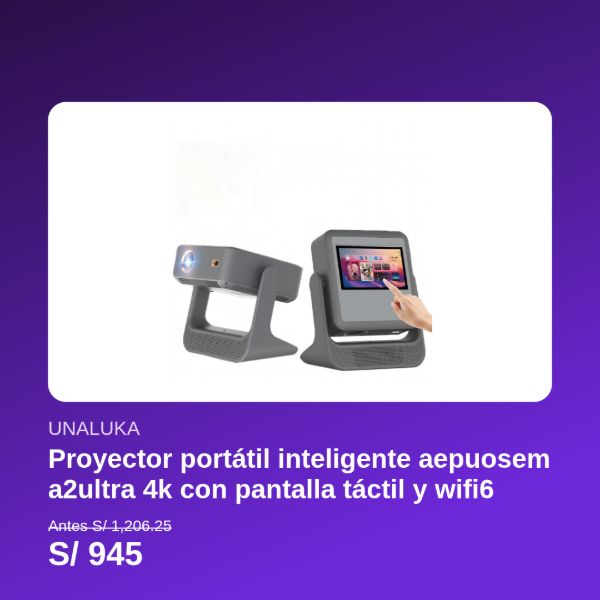 UNALUKA
Proyector portátil inteligente aepuosem
a2ultra 4k con pantalla táctil y wifi6
Antes S/ 1,206.25
S/ 945